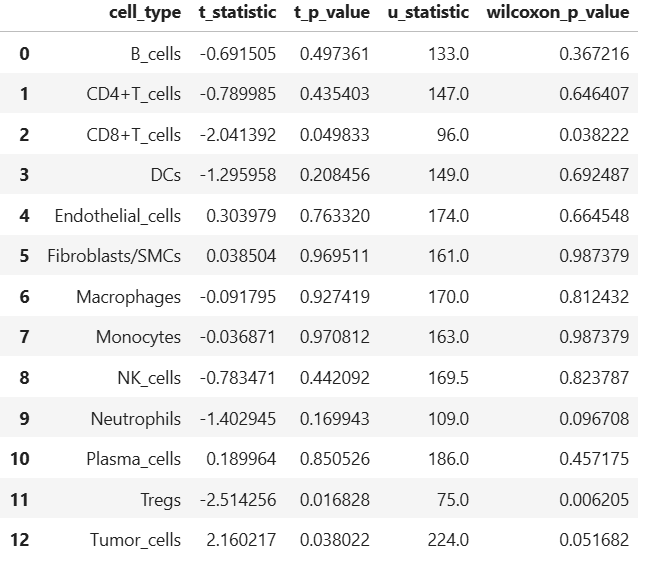 cell_type t_statistic t_p_value u_statistic wilcoxon_p_value
0 B_cells -0.691505 0.497361 133.0 0.367216
1 CD4+T_cells -0.789985 0.435403 147.0 0.646407
2 CD8+T_cells -2.041392 0.049833 96.0 0.038222
3 DCs -1.295958 0.208456 149.0 0.692487
4 Endothelial_cells 0.303979 0.763320 174.0 0.664548
5 Fibroblasts/SMCs 0.038504 0.969511 161.0 0.987379
6 Macrophages -0.091795 0.927419 170.0 0.812432
7 Monocytes -0.036871 0.970812 163.0 0.987379
8 NK_cells -0.783471 0.442092 169.5 0.823787
9 Neutrophils -1.402945 0.169943 109.0 0.096708
10 Plasma_cells 0.189964 0.850526 186.0 0.457175
11 Tregs -2.514256 0.016828 75.0 0.006205
12 Tumor_cells 2.160217 0.038022 224.0 0.051682